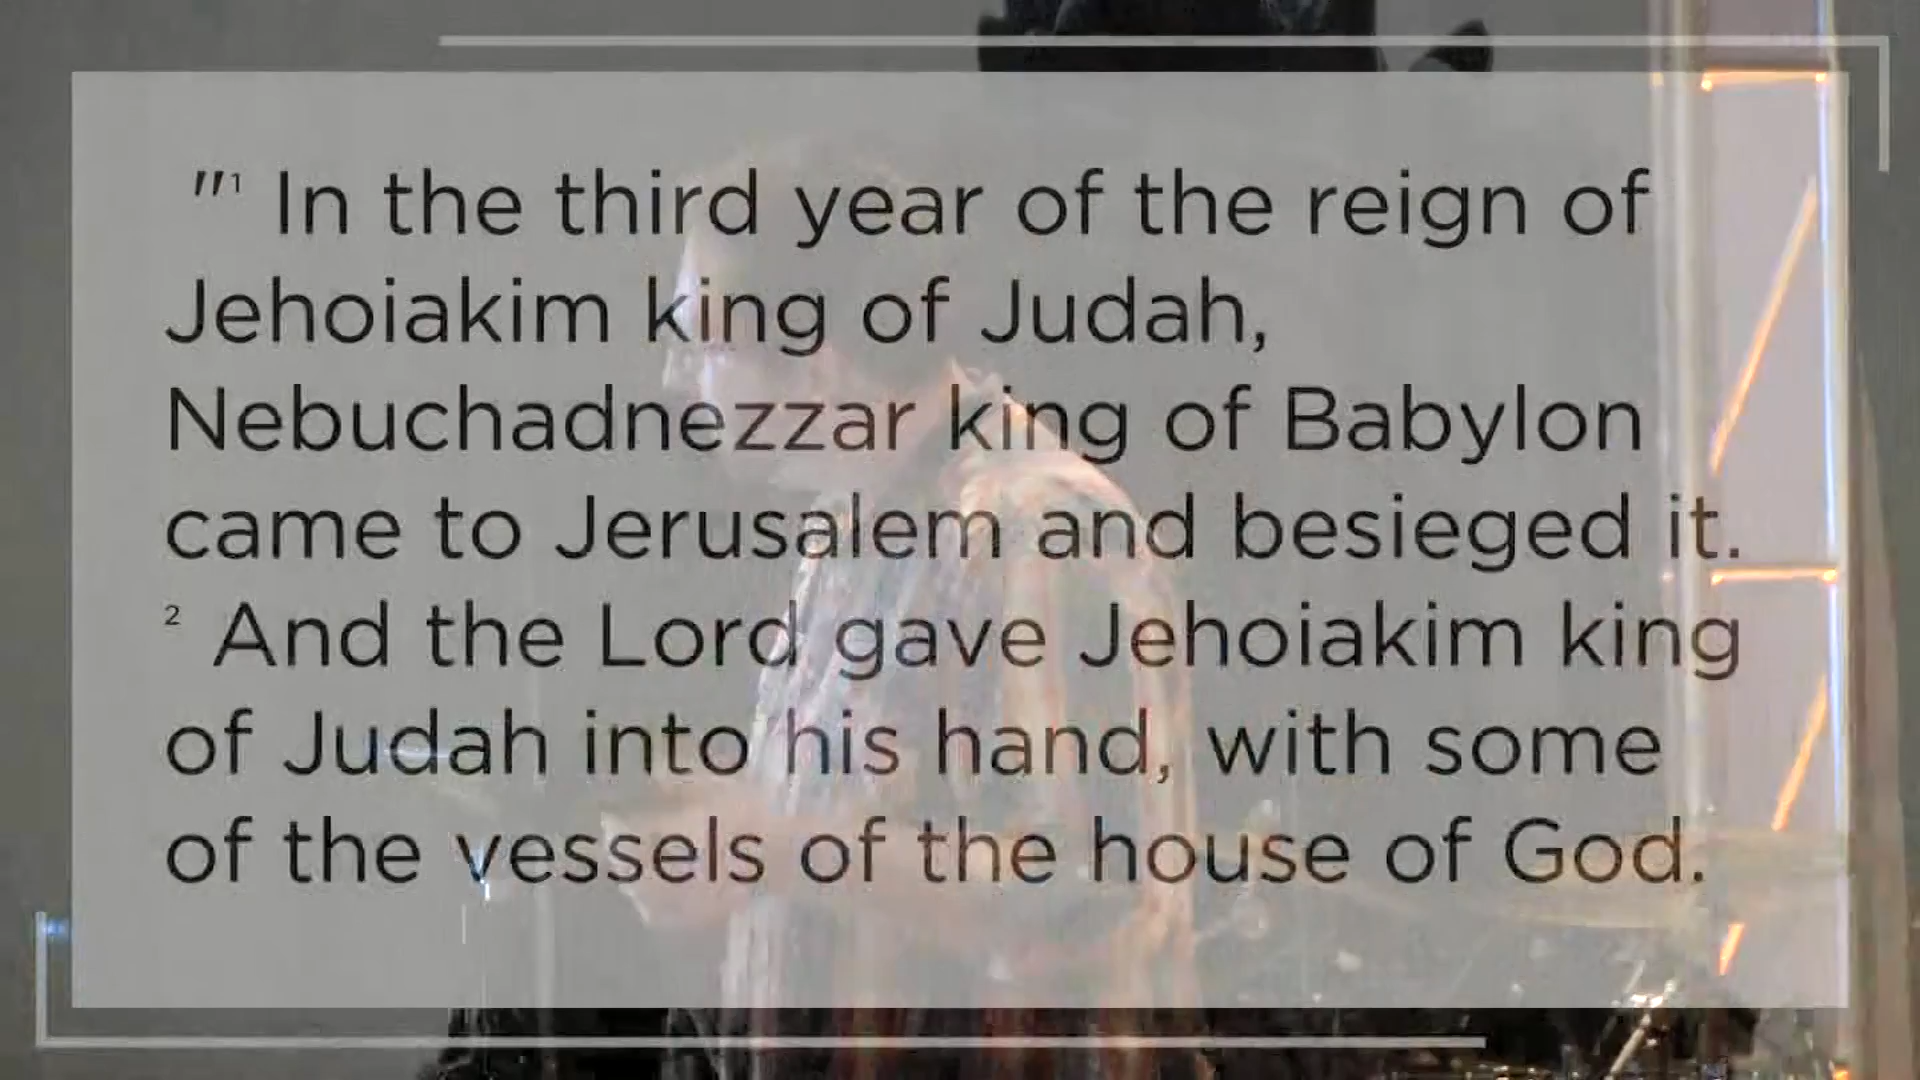 "1 In the third year of the reign of
Jehoiakim king of Judah,
Nebuchadnezzar king of Babylon
came to Jerusalem and besieged it.
2 And the Lord gave Jehoiakim king
of Judah into his hand, with some
of the vessels of the house of God.